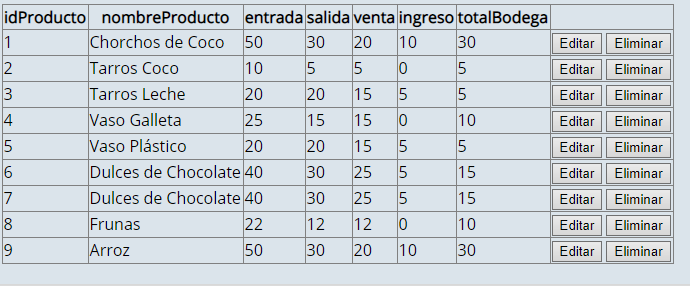 idProducto nombreProducto entrada salida venta ingreso totalBodega
1 Chorchos de Coco 50 30 20 10 30 Editar Eliminar
2 Tarros Coco 10 5 5 0 5 Editar Eliminar
3 Tarros Leche 20 20 15 5 5 Editar Eliminar
4 Vaso Galleta 25 15 15 0 10 Editar Eliminar
5 Vaso Plástico 20 20 15 5 5 Editar Eliminar
6 Dulces de Chocolate 40 30 25 5 15 Editar Eliminar
7 Dulces de Chocolate 40 30 25 5 15 Editar Eliminar
8 Frunas 22 12 12 0 10 Editar Eliminar
9 Arroz 50 30 20 10 30 Editar Eliminar